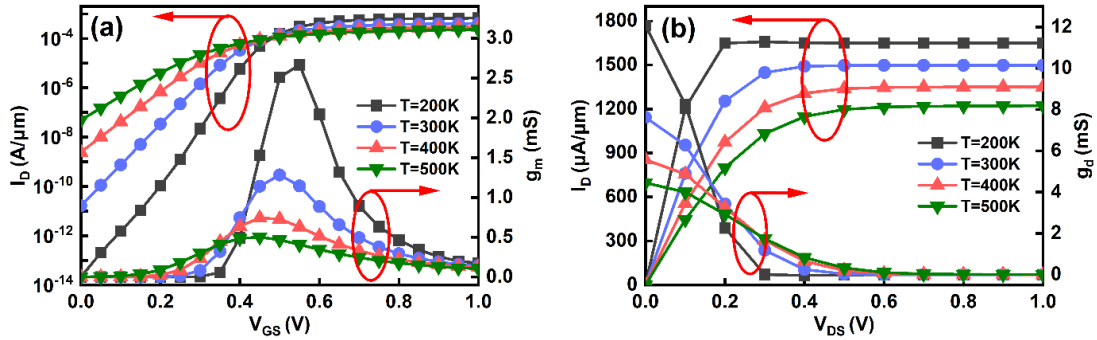 (a)
I_D (A/μm)
10⁻⁴
10⁻⁶
10⁻⁸
10⁻¹⁰
10⁻¹²
10⁻¹⁴
T=200K
T=300K
T=400K
T=500K
3.0
2.5
2.0
1.5
1.0
0.5
0.0
g_m (mS)
0.0 0.2 0.4 0.6 0.8 1.0
V_GS (V)
(b)
I_D (μA/μm)
1800
1500
1200
900
600
300
0
T=200K
T=300K
T=400K
T=500K
12
10
8
6
4
2
0
g_d (mS)
0.0 0.2 0.4 0.6 0.8 1.0
V_DS (V)